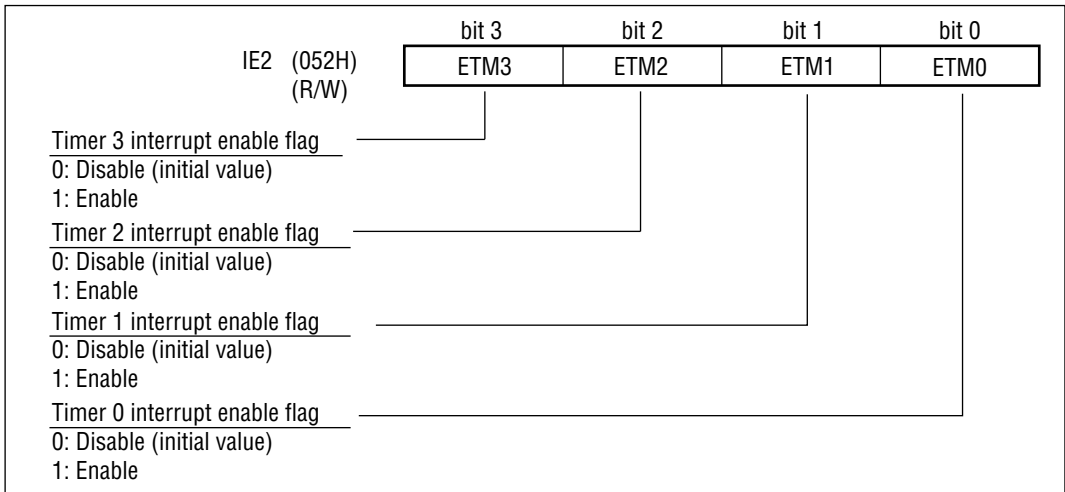 bit 3 bit 2 bit 1 bit 0
IE2 (052H) ETM3 ETM2 ETM1 ETM0
(R/W)
Timer 3 interrupt enable flag
0: Disable (initial value)
1: Enable
Timer 2 interrupt enable flag
0: Disable (initial value)
1: Enable
Timer 1 interrupt enable flag
0: Disable (initial value)
1: Enable
Timer 0 interrupt enable flag
0: Disable (initial value)
1: Enable